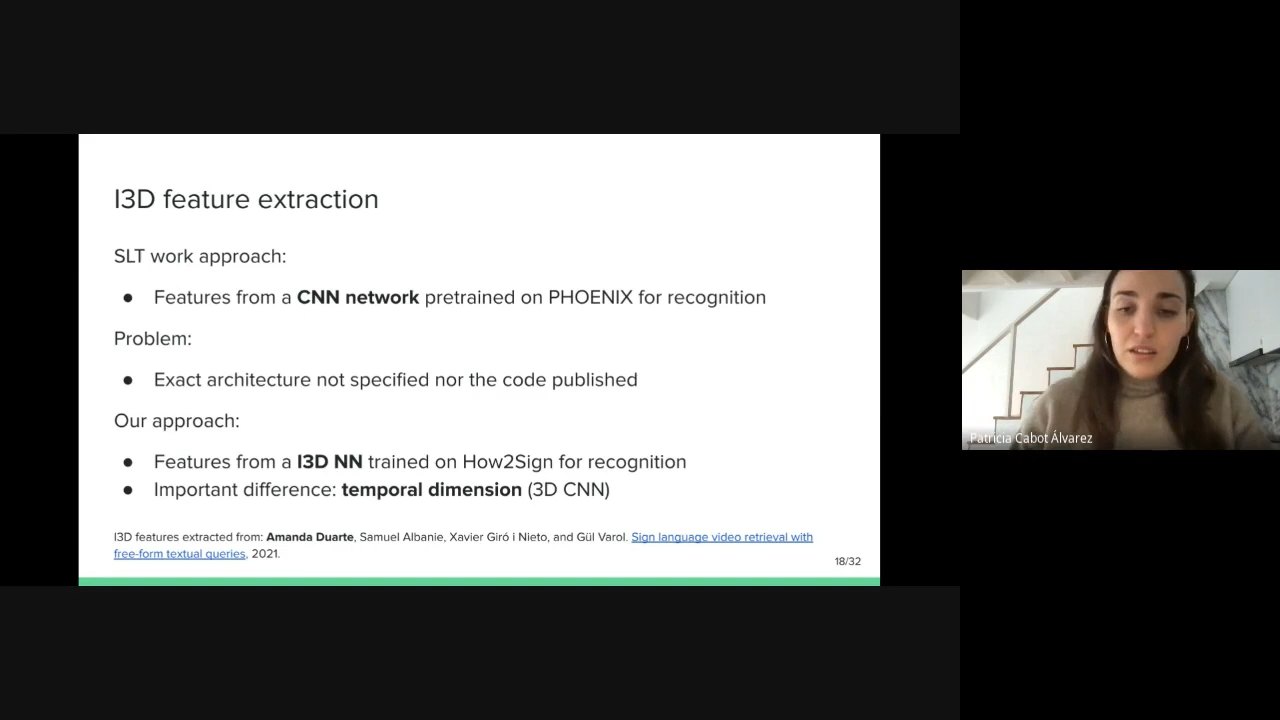 I3D feature extraction
SLT work approach:
● Features from a CNN network pretrained on PHOENIX for recognition
Problem:
● Exact architecture not specified nor the code published
Our approach:
● Features from a I3D NN trained on How2Sign for recognition
● Important difference: temporal dimension (3D CNN)
I3D features extracted from: Amanda Duarte, Samuel Albanie, Xavier Giró i Nieto, and Gül Varol. Sign language video retrieval with
free-form textual queries, 2021.
18/32
Patricia Cabot Álvarez